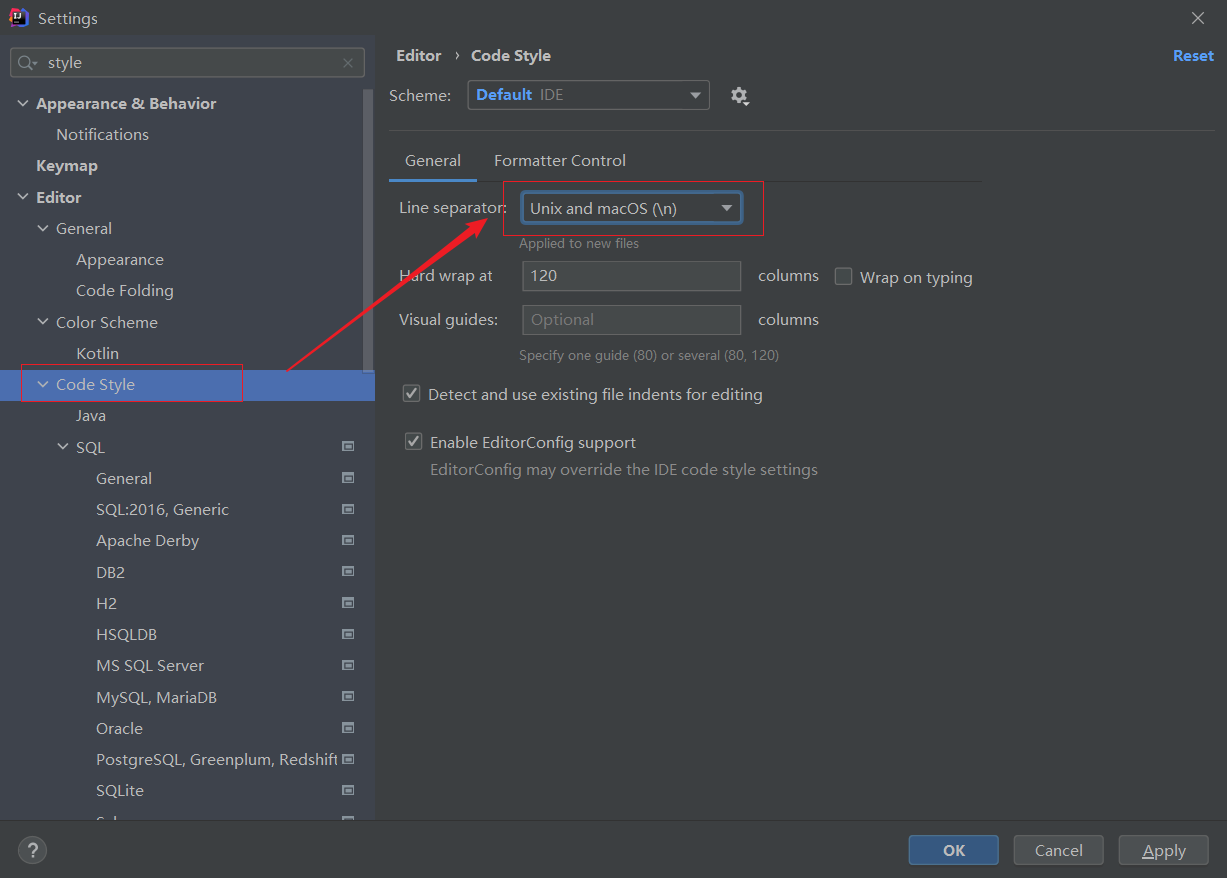 Settings
style
Appearance & Behavior
Notifications
Keymap
Editor
General
Appearance
Code Folding
Color Scheme
Kotlin
Code Style
Java
SQL
General
SQL:2016, Generic
Apache Derby
DB2
H2
HSQLDB
MS SQL Server
MySQL, MariaDB
Oracle
PostgreSQL, Greenplum, Redshift
SQLite
Editor › Code Style
Reset
Scheme: Default IDE
General Formatter Control
Line separator: Unix and macOS (\n)
Applied to new files
Hard wrap at 120 columns Wrap on typing
Visual guides: Optional columns
Specify one guide (80) or several (80, 120)
Detect and use existing file indents for editing
Enable EditorConfig support
EditorConfig may override the IDE code style settings
? OK Cancel Apply